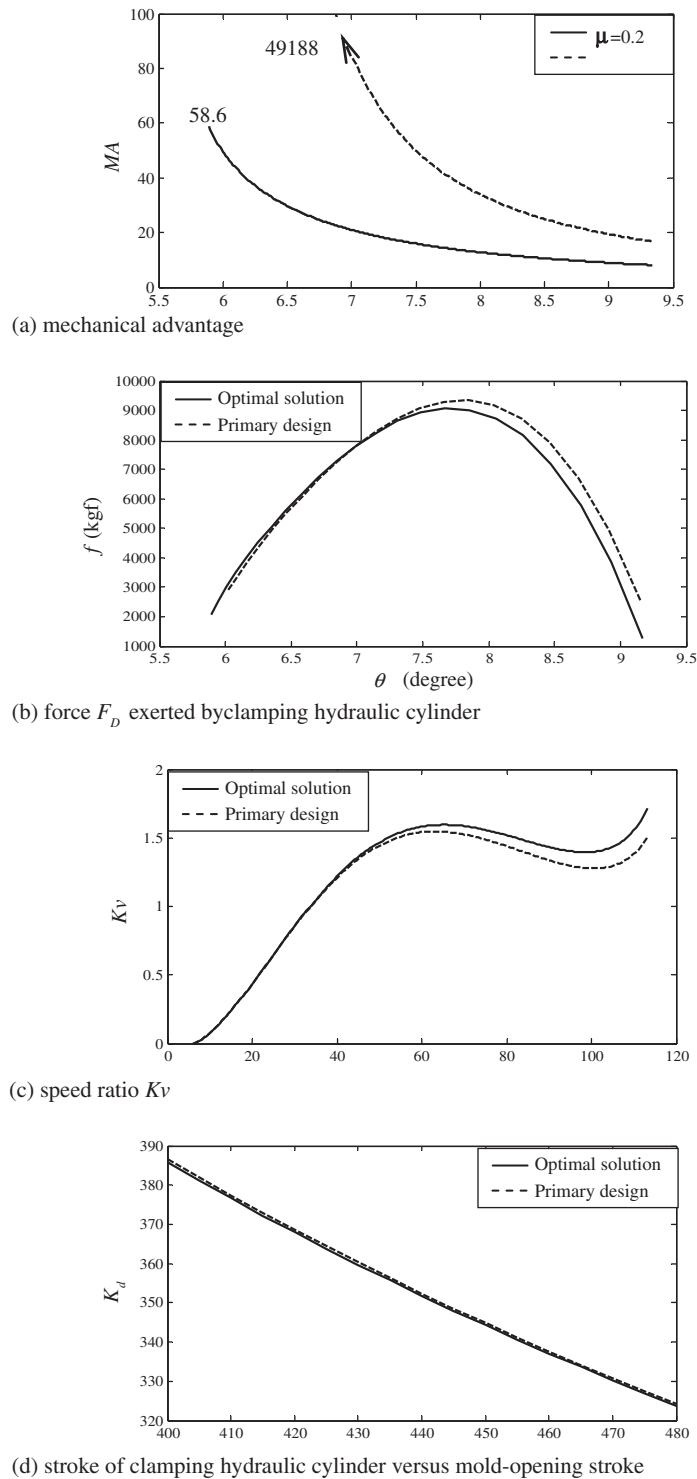 100
80
60
40
20
0
MA
49188
58.6
μ=0.2
5.5 6 6.5 7 7.5 8 8.5 9 9.5
(a) mechanical advantage
10000
9000
8000
7000
6000
5000
4000
3000
2000
1000
f (kgf)
Optimal solution
Primary design
5.5 6 6.5 7 7.5 8 8.5 9 9.5
θ (degree)
(b) force F_D exerted byclamping hydraulic cylinder
2
1.5
1
0.5
0
Kv
Optimal solution
Primary design
0 20 40 60 80 100 120
(c) speed ratio Kv
390
380
370
360
350
340
330
320
K_d
Optimal solution
Primary design
400 410 420 430 440 450 460 470 480
(d) stroke of clamping hydraulic cylinder versus mold-opening stroke